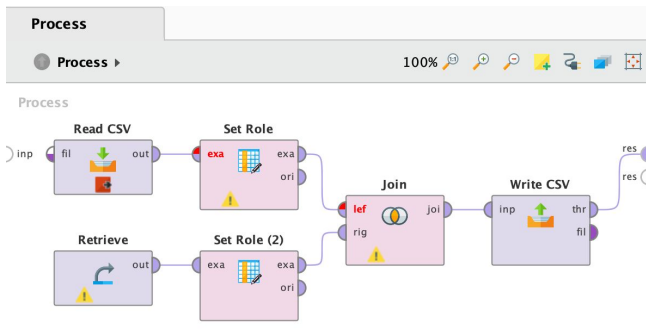 Process
Process
100%
Process
Read CSV
Set Role
inp
fil
out
exa
exa
ori
Join
Write CSV
lef
joi
rig
inp
thr
fil
res
res
Retrieve
Set Role (2)
out
exa
exa
ori